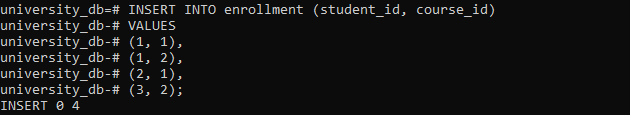 university_db=# INSERT INTO enrollment (student_id, course_id)
university_db-# VALUES
university_db-# (1, 1),
university_db-# (1, 2),
university_db-# (2, 1),
university_db-# (3, 2);
INSERT 0 4